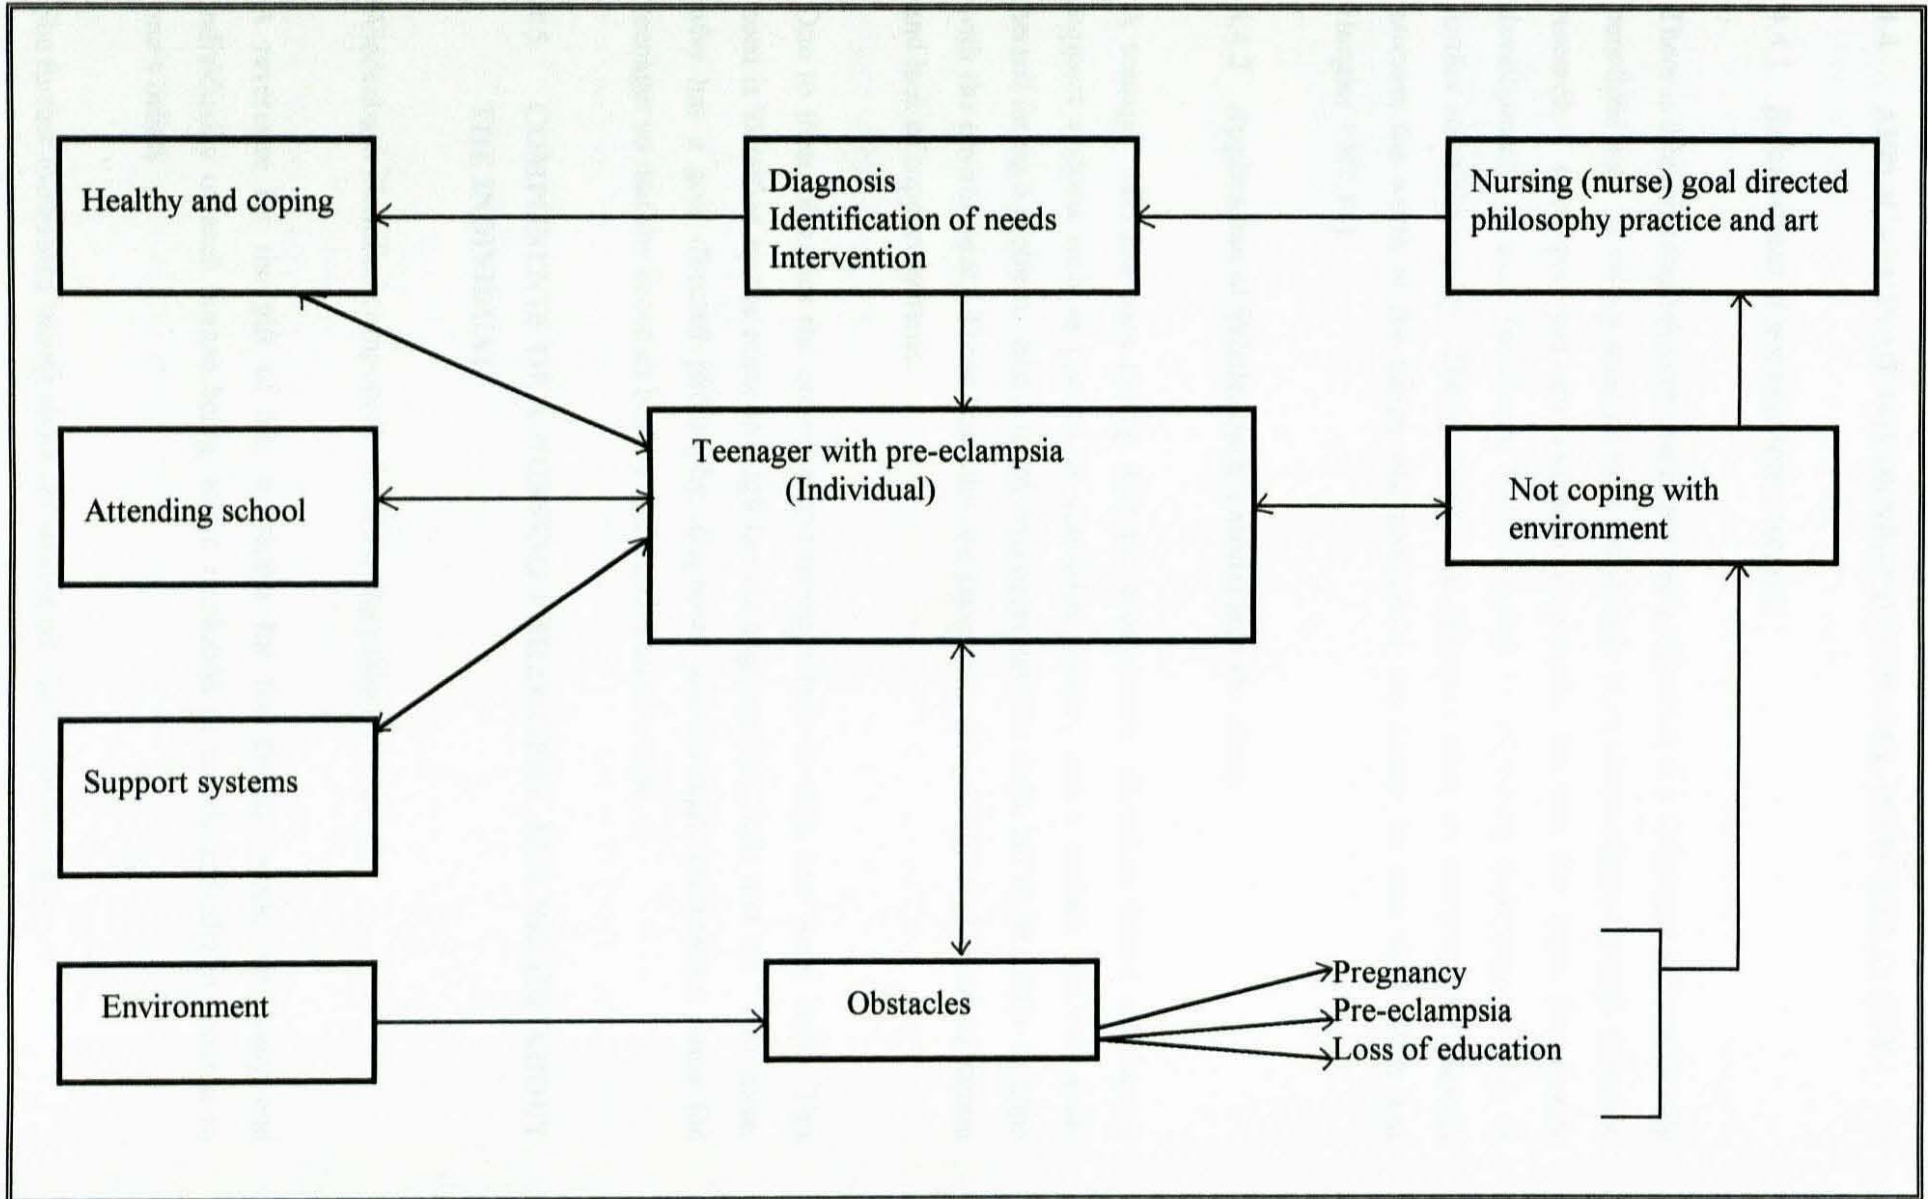 Healthy and coping
Diagnosis
Identification of needs
Intervention
Nursing (nurse) goal directed
philosophy practice and art
Attending school
Teenager with pre-eclampsia
(Individual)
Not coping with
environment
Support systems
Environment
Obstacles
Pregnancy
Pre-eclampsia
Loss of education